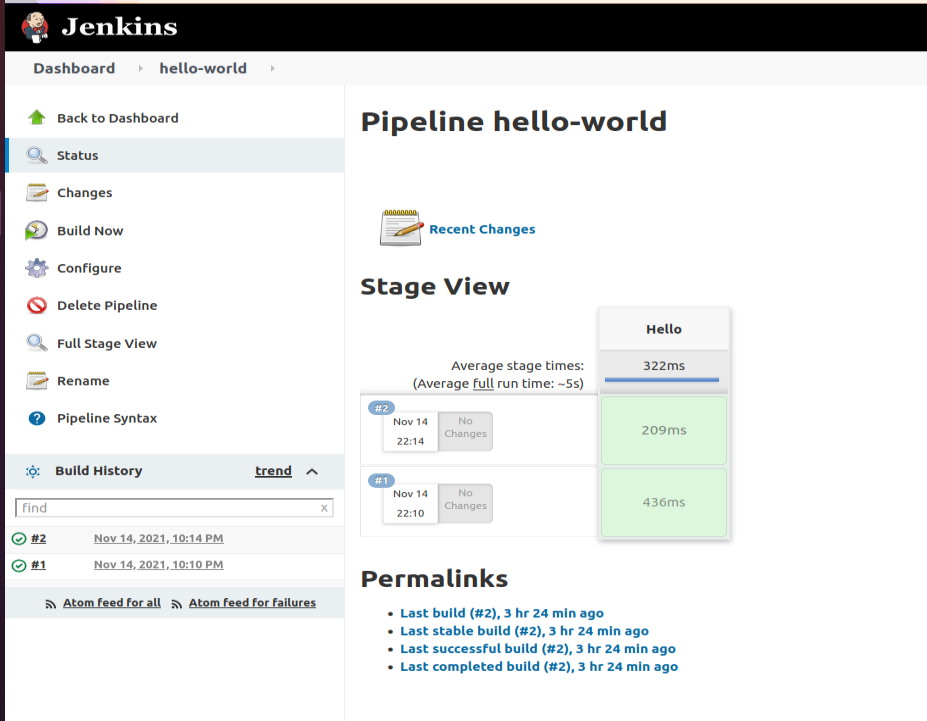 Jenkins
Dashboard
hello-world
Back to Dashboard
Status
Changes
Build Now
Configure
Delete Pipeline
Full Stage View
Rename
? Pipeline Syntax
Build History trend
find x
#2 Nov 14, 2021, 10:14 PM
#1 Nov 14, 2021, 10:10 PM
Atom feed for all Atom feed for failures
Pipeline hello-world
Recent Changes
Stage View
Hello
Average stage times: 322ms
(Average full run time: ~5s)
#2
Nov 14 No
22:14 Changes
209ms
#1
Nov 14 No
22:10 Changes
436ms
Permalinks
• Last build (#2), 3 hr 24 min ago
• Last stable build (#2), 3 hr 24 min ago
• Last successful build (#2), 3 hr 24 min ago
• Last completed build (#2), 3 hr 24 min ago